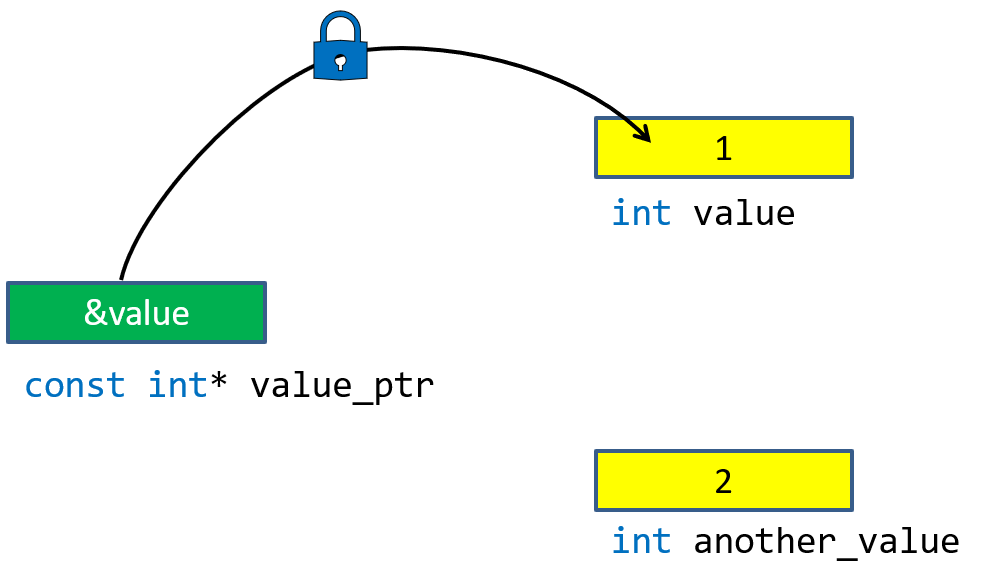 1
int value
&value
const int* value_ptr
2
int another_value